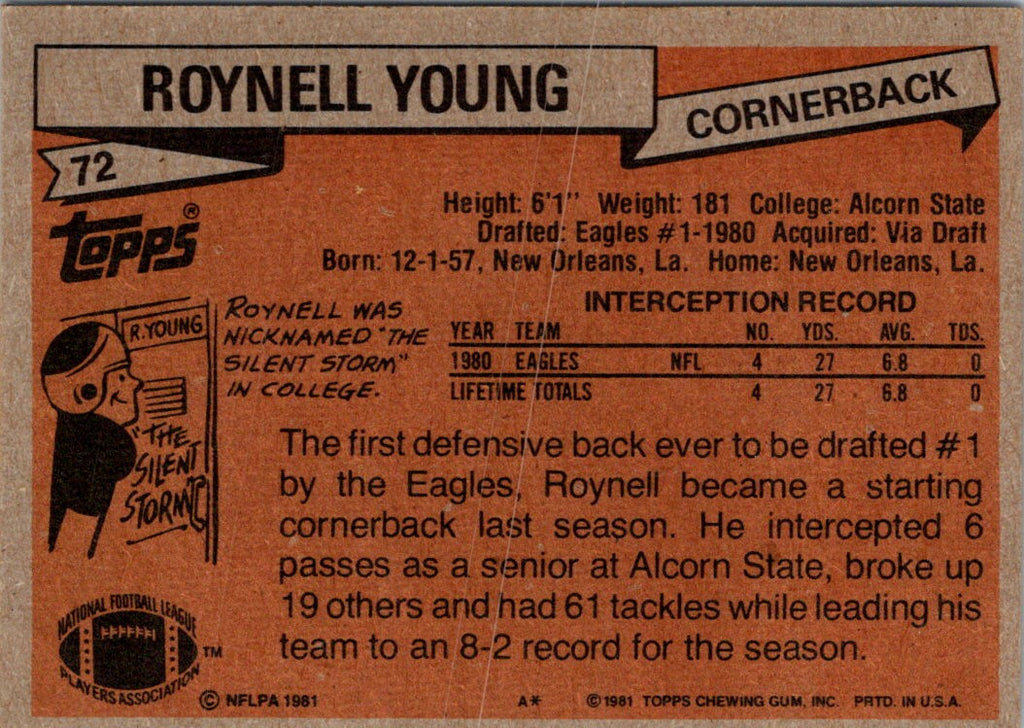 ROYNELL YOUNG
CORNERBACK
72
TOPPS®
Height: 6'1" Weight: 181 College: Alcorn State
Drafted: Eagles #1-1980 Acquired: Via Draft
Born: 12-1-57, New Orleans, La. Home: New Orleans, La.
R. YOUNG
"THE
SILENT
STORM"
ROYNELL WAS
NICKNAMED "THE
SILENT STORM"
IN COLLEGE.
INTERCEPTION RECORD
YEAR TEAM NO. YDS. AVG. TDS.
1980 EAGLES NFL 4 27 6.8 0
LIFETIME TOTALS 4 27 6.8 0
The first defensive back ever to be drafted #1
by the Eagles, Roynell became a starting
cornerback last season. He intercepted 6
passes as a senior at Alcorn State, broke up
19 others and had 61 tackles while leading his
team to an 8-2 record for the season.
NATIONAL FOOTBALL LEAGUE
PLAYERS ASSOCIATION
TM
© NFLPA 1981 A* ©1981 TOPPS CHEWING GUM, INC. PRTD. IN U.S.A.